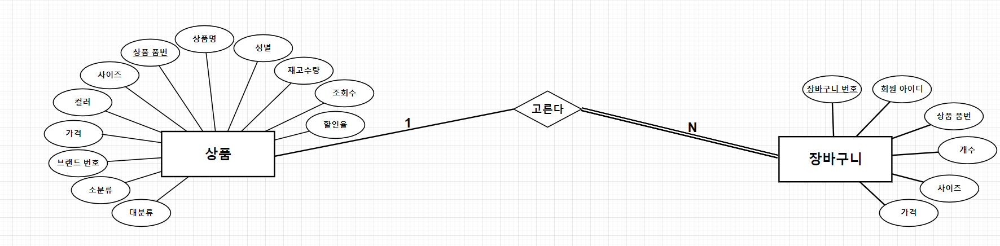 상품명
성별
상품 품번
재고수량
사이즈
조회수
컬러
할인율
가격
브랜드 번호
소분류
대분류
상품
1
고른다
N
장바구니 번호
회원 아이디
상품 품번
개수
장바구니
사이즈
가격